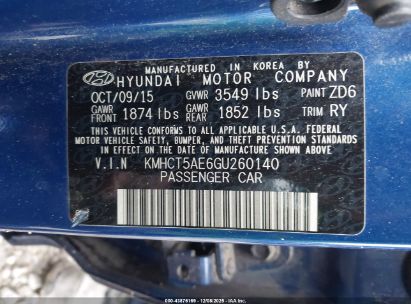 MANUFACTURED IN KOREA BY
HYUNDAI MOTOR COMPANY
OCT/09/15 GVWR 3549 lbs PAINT ZD6
GAWR FRONT 1874 lbs GAWR REAR 1852 lbs TRIM RY
THIS VEHICLE CONFORMS TO ALL APPLICABLE U.S.A. FEDERAL
MOTOR VEHICLE SAFETY, BUMPER, AND THEFT PREVENTION STANDARDS
IN EFFECT ON THE DATE OF MANUFACTURE SHOWN ABOVE.
V.I.N KMHCT5AE6GU260140
PASSENGER CAR